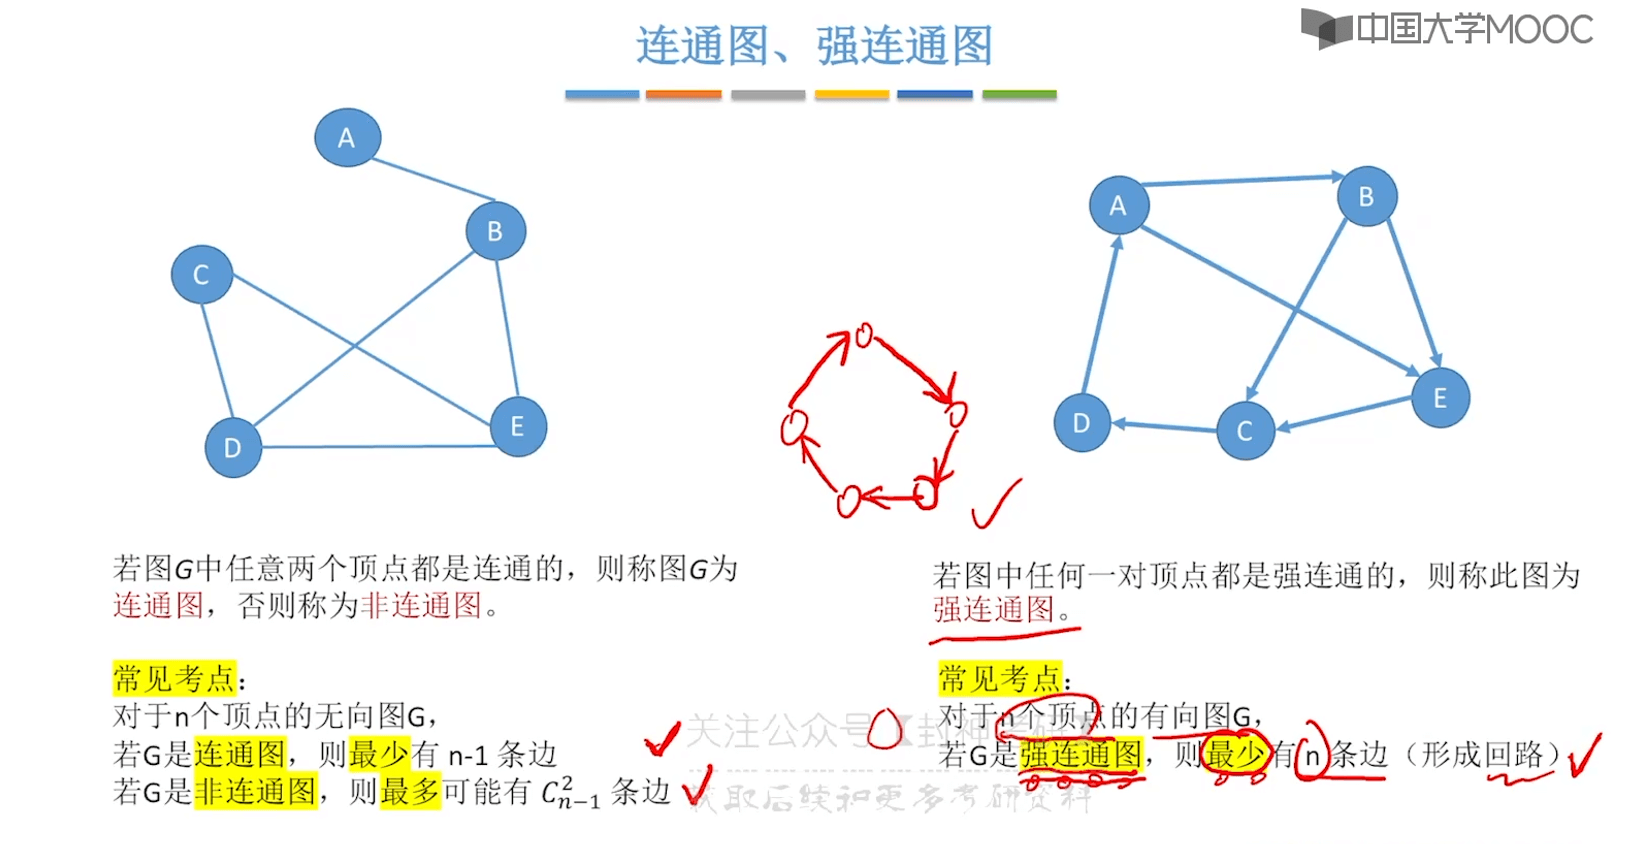 连通图、强连通图
中国大学MOOC
A
B
C
D
E
A
B
C
D
E
若图G中任意两个顶点都是连通的，则称图G为
连通图，否则称为非连通图。
常见考点：
对于n个顶点的无向图G，
若G是连通图，则最少有 n-1 条边
若G是非连通图，则最多可能有 C²ₙ₋₁ 条边
若图中任何一对顶点都是强连通的，则称此图为
强连通图。
常见考点：
对于n个顶点的有向图G，
若G是强连通图，则最少有 n 条边（形成回路）
关注公众号【封神
获取后续和更多考研资料